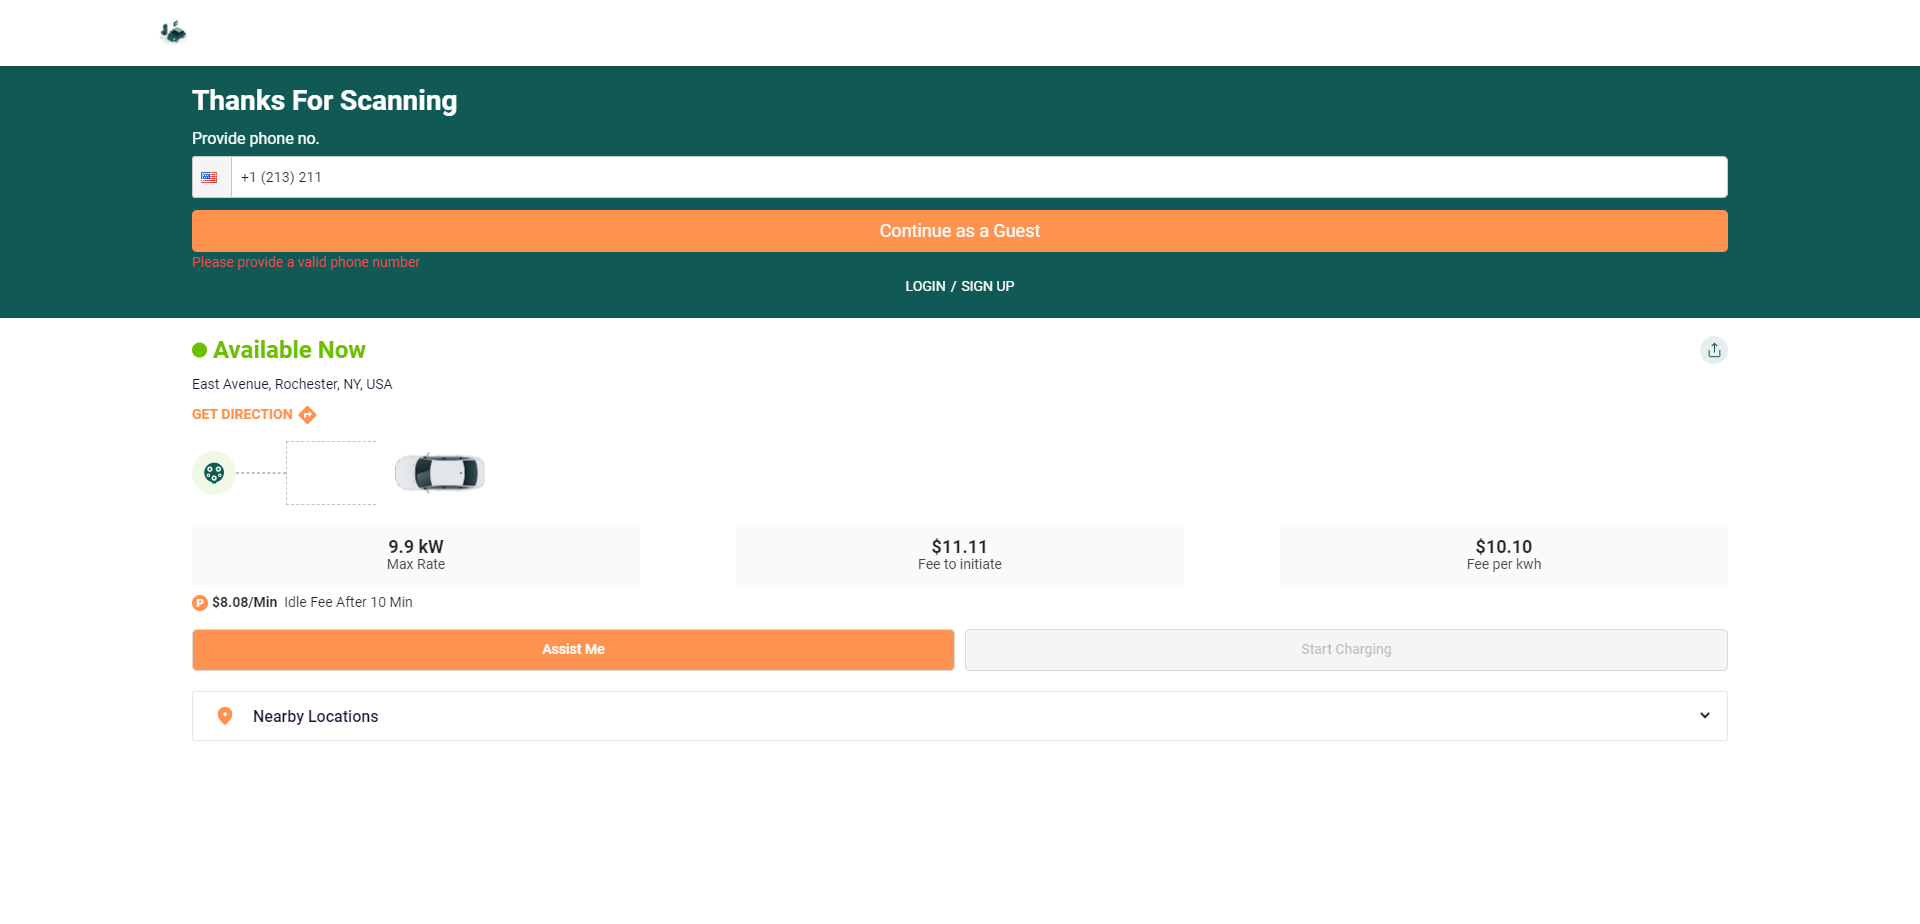 Thanks For Scanning
Provide phone no.
+1 (213) 211
Continue as a Guest
Please provide a valid phone number
LOGIN / SIGN UP
Available Now
East Avenue, Rochester, NY, USA
GET DIRECTION
9.9 kW
Max Rate
$11.11
Fee to initiate
$10.10
Fee per kwh
P $8.08/Min Idle Fee After 10 Min
Assist Me
Start Charging
Nearby Locations